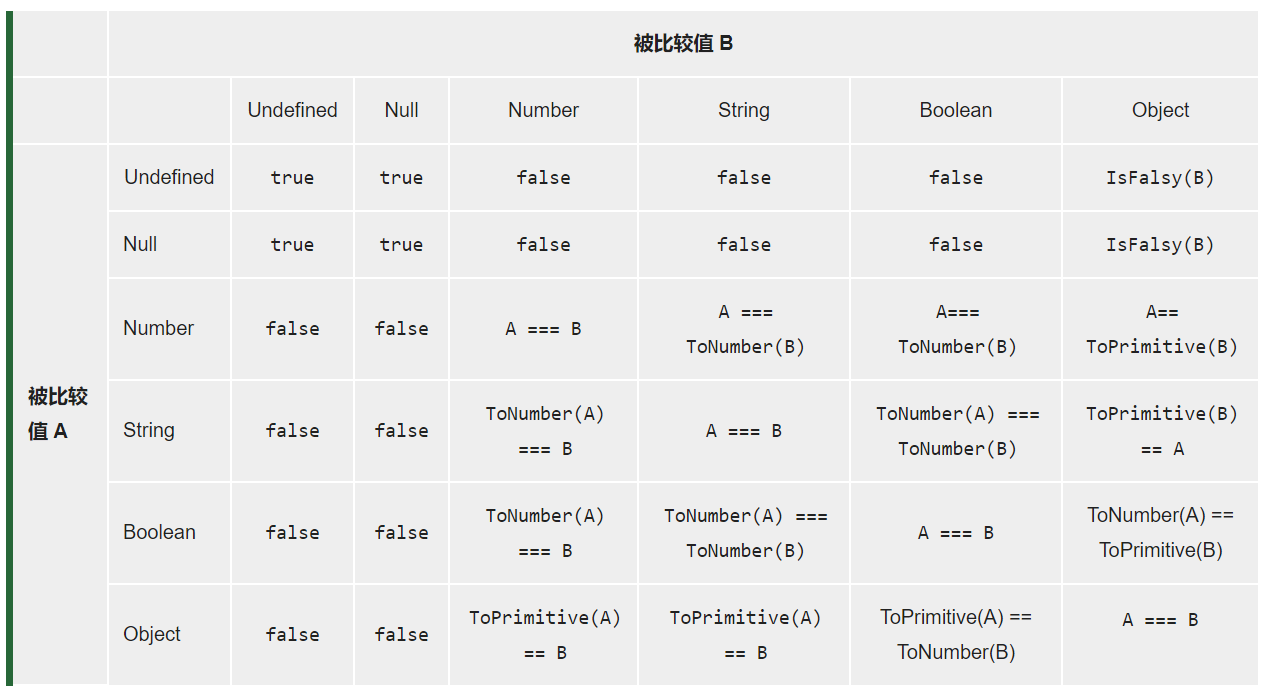 被比较值 B
Undefined Null Number String Boolean Object
Undefined true true false false false IsFalsy(B)
Null true true false false false IsFalsy(B)
Number false false A === B A === ToNumber(B) A=== ToNumber(B) A== ToPrimitive(B)
被比较值 A
String false false ToNumber(A) === B A === B ToNumber(A) === ToNumber(B) ToPrimitive(B) == A
Boolean false false ToNumber(A) === B ToNumber(A) === ToNumber(B) A === B ToNumber(A) == ToPrimitive(B)
Object false false ToPrimitive(A) == B ToPrimitive(A) == B ToPrimitive(A) == ToNumber(B) A === B